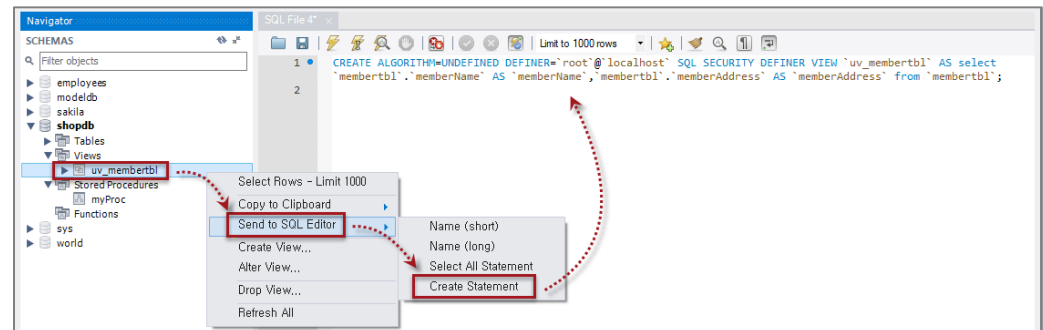 Navigator
SCHEMAS
Filter objects
employees
modeldb
sakila
shopdb
Tables
Views
uv_membertbl
Stored Procedures
myProc
Functions
sys
world
SQL File 4*
Limit to 1000 rows
1
CREATE ALGORITHM=UNDEFINED DEFINER=`root`@`localhost` SQL SECURITY DEFINER VIEW `uv_membertbl` AS select
`membertbl`.`memberName` AS `memberName`,`membertbl`.`memberAddress` AS `memberAddress` from `membertbl`;
2
Select Rows - Limit 1000
Copy to Clipboard
Send to SQL Editor
Create View...
Alter View...
Drop View...
Refresh All
Name (short)
Name (long)
Select All Statement
Create Statement